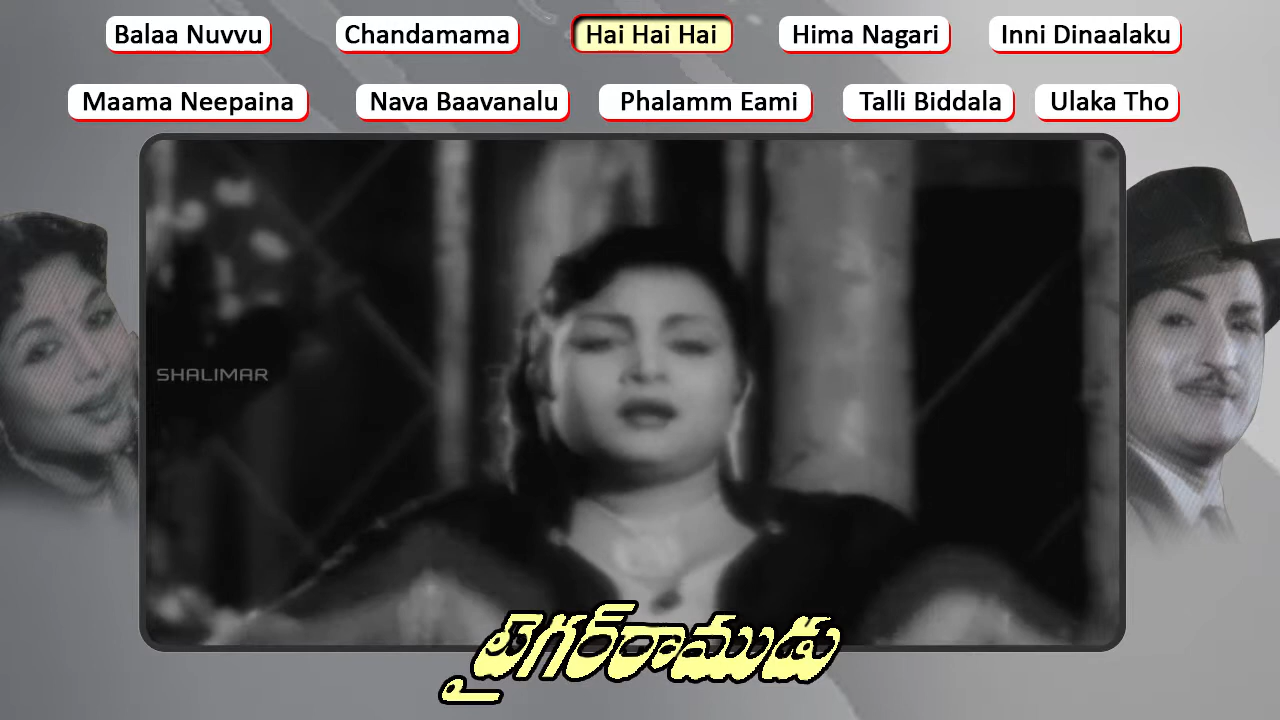 Balaa Nuvvu Chandamama Hai Hai Hai Hima Nagari Inni Dinaalaku
Maama Neepaina Nava Baavanalu Phalamm Eami Talli Biddala Ulaka Tho
SHALIMAR
టైగర్ రాముడు